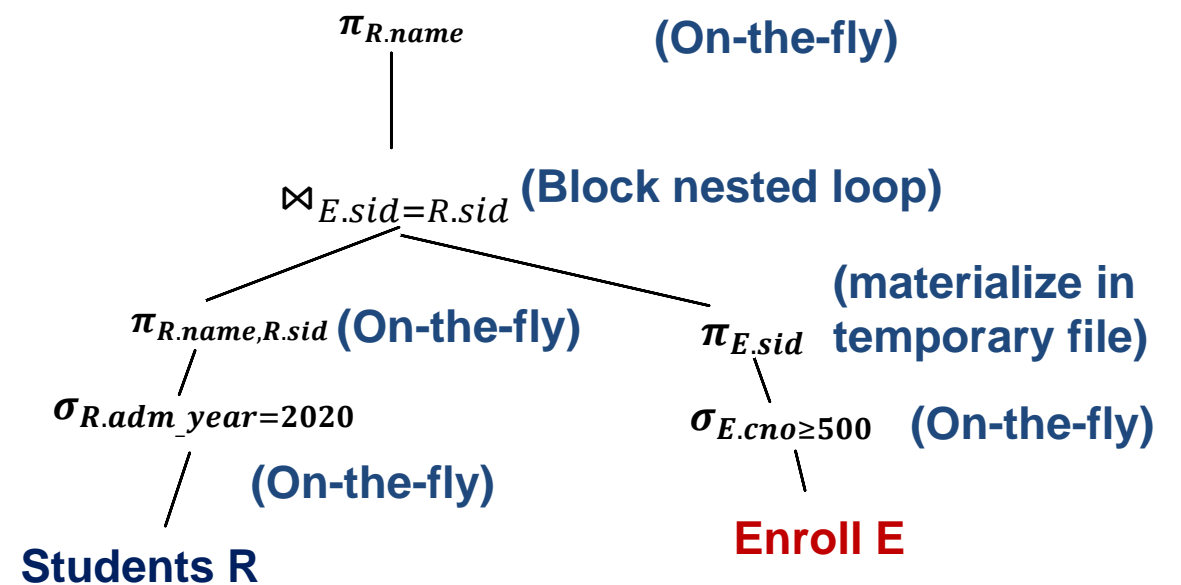 π_{R.name} (On-the-fly)
⋈_{E.sid=R.sid} (Block nested loop)
π_{R.name,R.sid} (On-the-fly)
π_{E.sid} (materialize in
temporary file)
σ_{R.adm_year=2020}
(On-the-fly)
σ_{E.cno≥500} (On-the-fly)
Students R
Enroll E